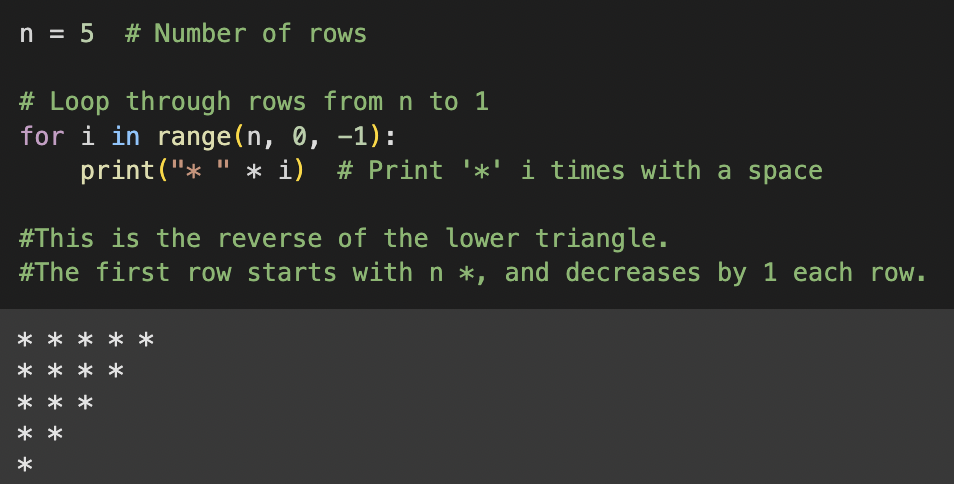 n = 5  # Number of rows
# Loop through rows from n to 1
for i in range(n, 0, -1):
    print("* " * i)  # Print '*' i times with a space
#This is the reverse of the lower triangle.
#The first row starts with n *, and decreases by 1 each row.
* * * * *
* * * *
* * *
* *
*